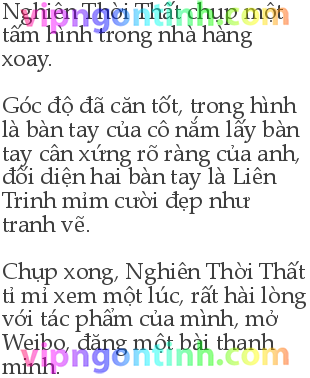 vipngontinh.com
Nghiên Thời Thất chụp một
tấm hình trong nhà hàng
xoay.
Góc độ đã căn tốt, trong hình
là bàn tay của cô nắm lấy bàn
tay cân xứng rõ ràng của anh,
đối diện hai bàn tay là Liên
Trinh mỉm cười đẹp như
tranh vẽ.
Chụp xong, Nghiên Thời Thất
tỉ mỉ xem một lúc, rất hài lòng
với tác phẩm của mình, mở
Weibo, đăng một bài thanh
minh.
vipngontinh.com